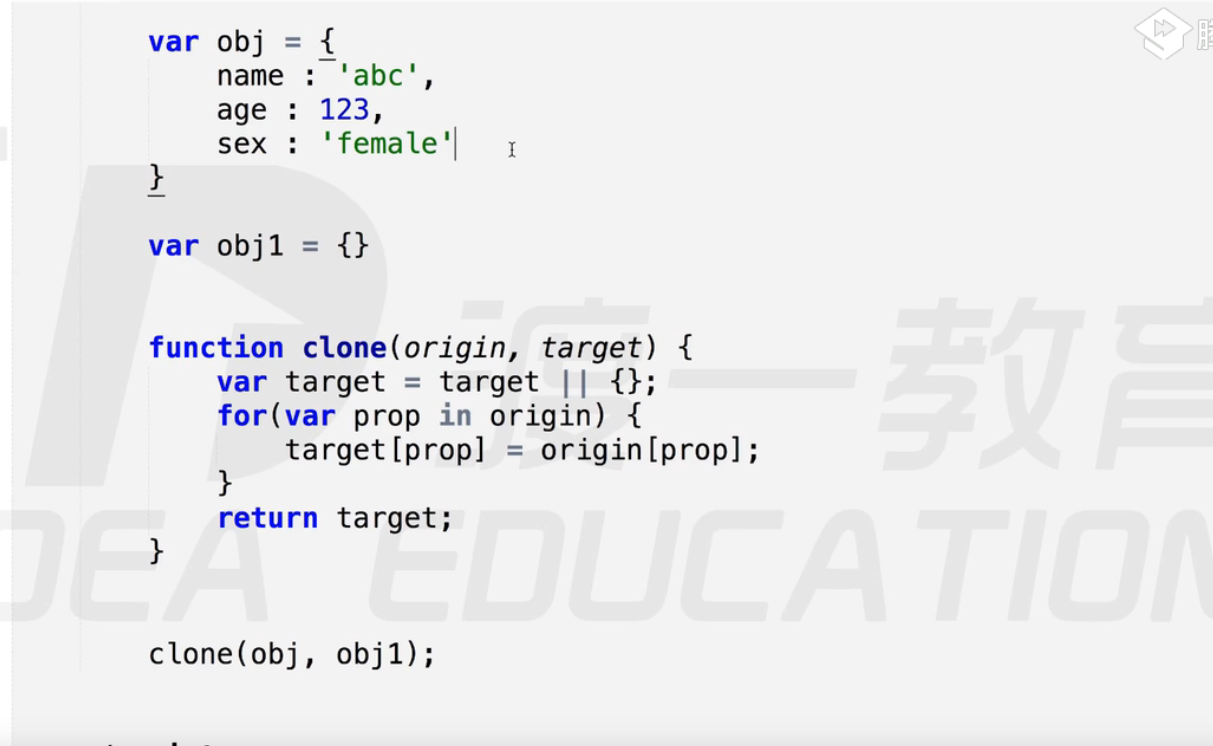 var obj = {
name : 'abc',
age : 123,
sex : 'female'
}
var obj1 = {}
function clone(origin, target) {
var target = target || {};
for(var prop in origin) {
target[prop] = origin[prop];
}
return target;
}
clone(obj, obj1);
渡一教育
EDUCATION